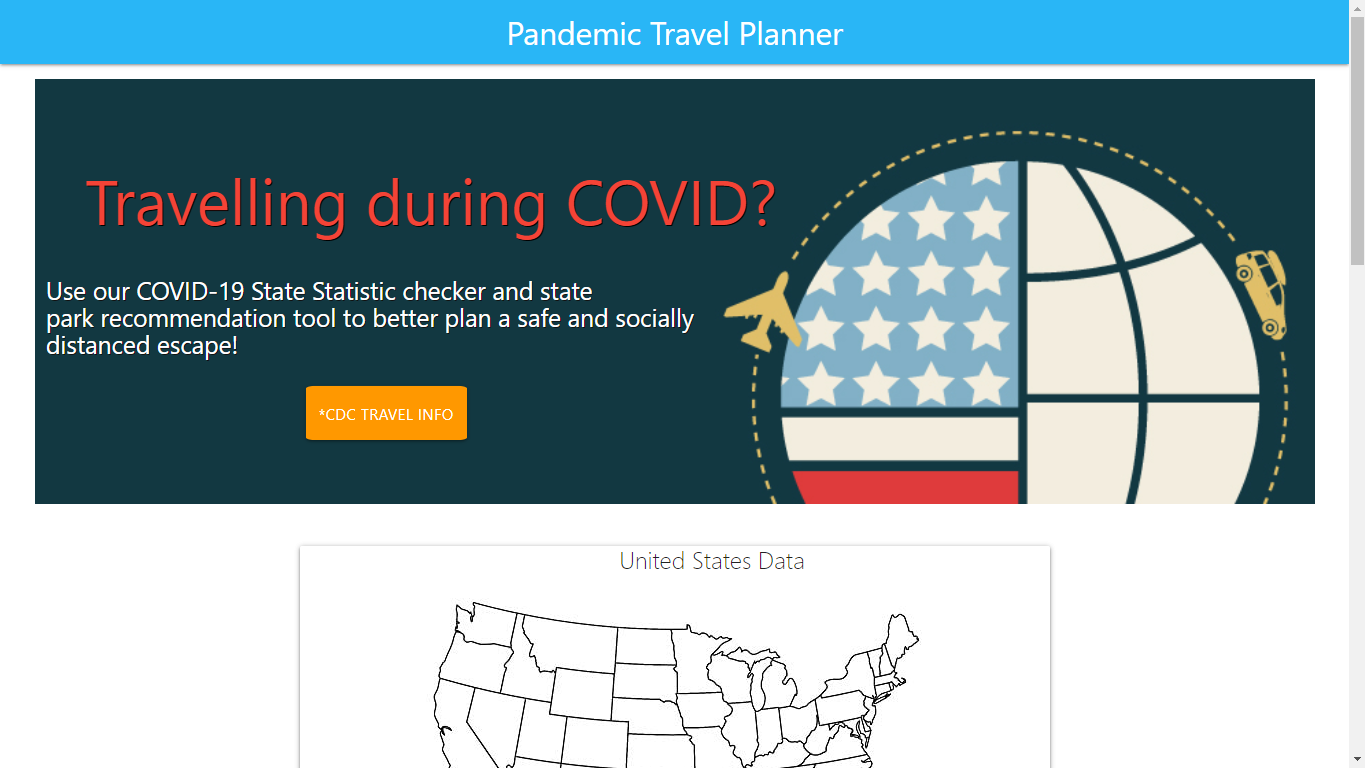 Pandemic Travel Planner
Travelling during COVID?
Use our COVID-19 State Statistic checker and state
park recommendation tool to better plan a safe and socially
distanced escape!
*CDC TRAVEL INFO
United States Data